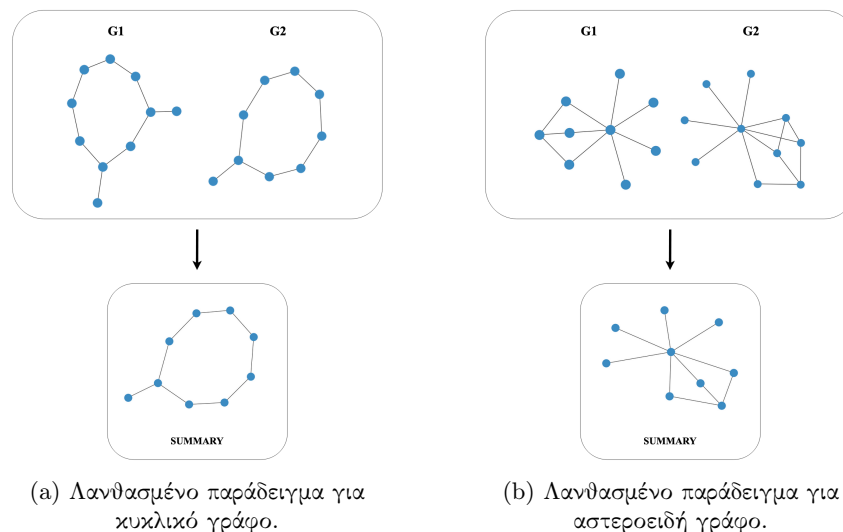 G1
G2
SUMMARY
(a) Λανθασμένο παράδειγμα για
κυκλικό γράφο.
G1
G2
SUMMARY
(b) Λανθασμένο παράδειγμα για
αστεροειδή γράφο.